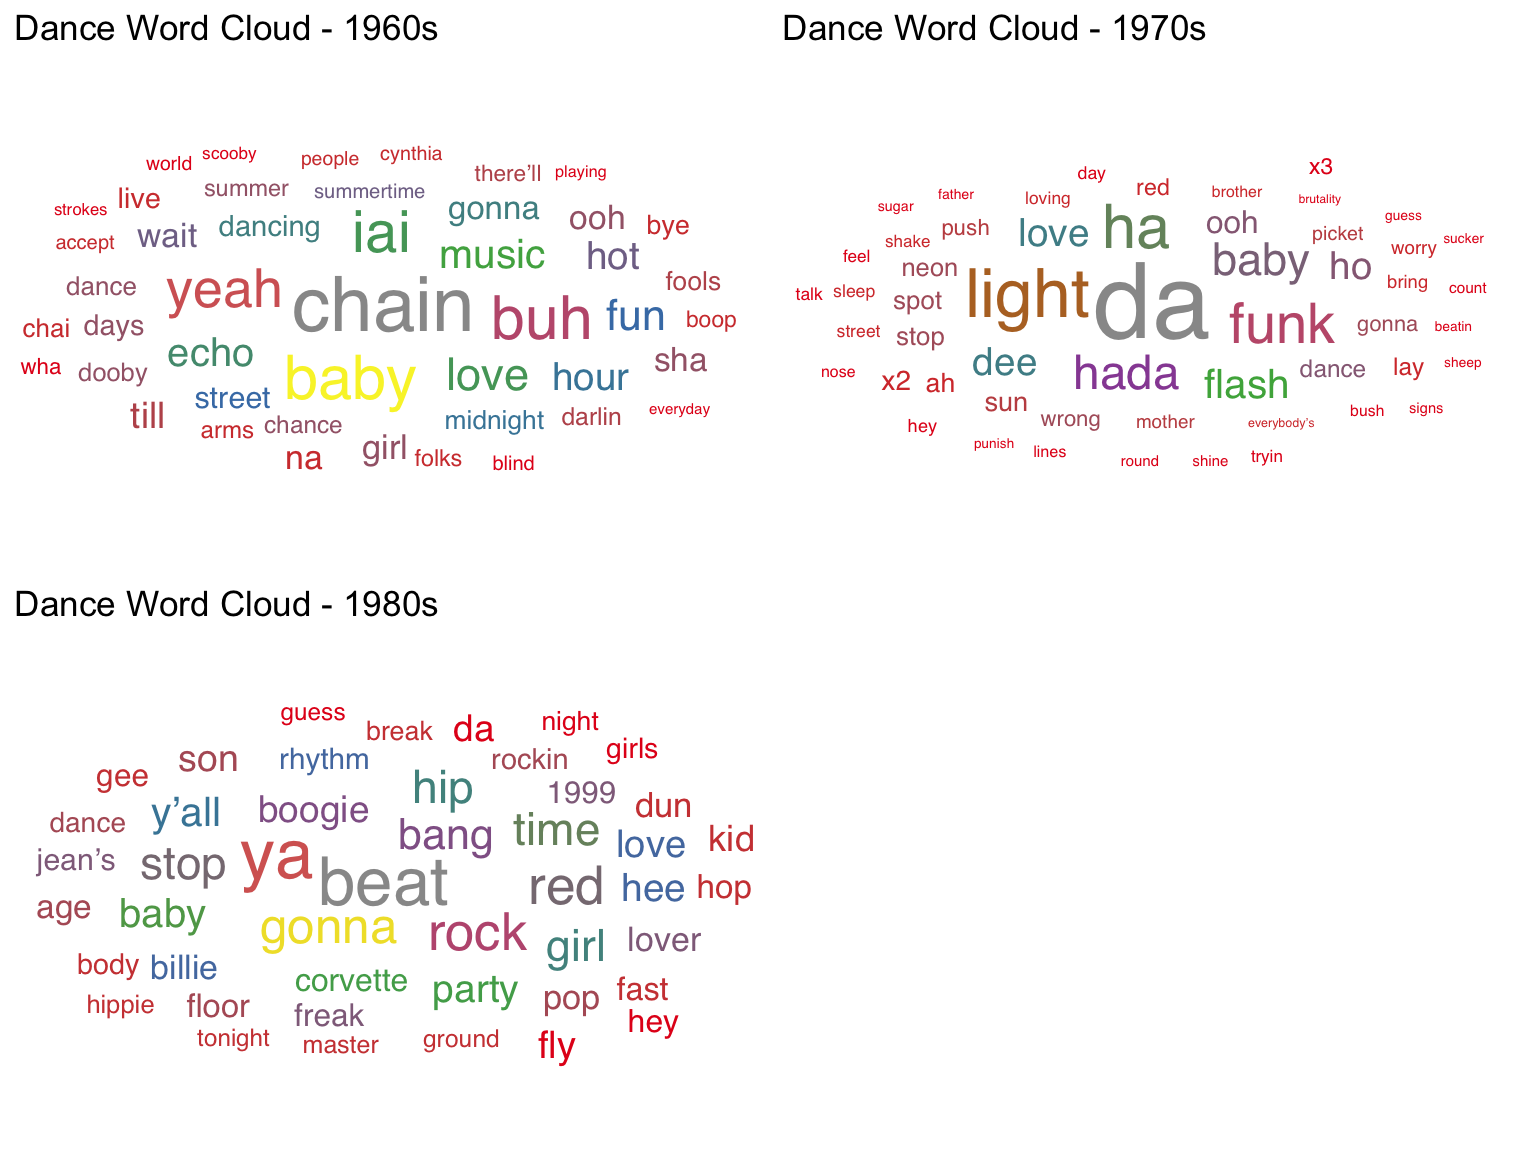 Dance Word Cloud - 1960s
scooby people cynthia
world there’ll playing
strokes live summer summertime
accept wait dancing iai gonna ooh bye
music hot
dance yeah chain buh fun fools
chai days boop
wha dooby echo baby love hour sha
street midnight darlin everyday
till arms chance
na girl folks blind
Dance Word Cloud - 1970s
day x3
sugar father loving red brother brutality
feel shake push love ha ooh picket guess
neon baby ho worry sucker
talk sleep spot light da funk bring count
street stop gonna beatin
nose dee hada flash dance lay sheep
x2 ah
hey sun wrong mother everybody’s bush signs
punish lines round shine tryin
Dance Word Cloud - 1980s
guess break da night
son rhythm rockin girls
gee hip 1999
dance y’all boogie bang time dun
jean’s stop ya beat love kid
red hee hop
age baby gonna rock girl lover
body billie
hippie floor corvette party pop fast
freak hey
tonight master ground fly